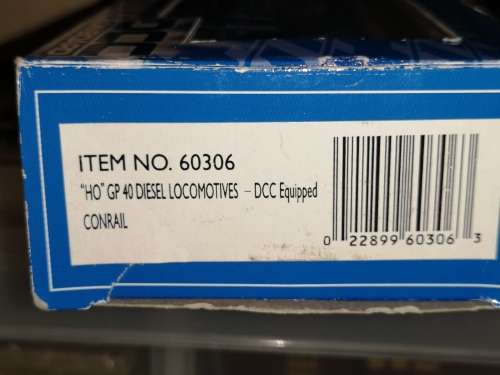 ITEM NO. 60306
"HO" GP 40 DIESEL LOCOMOTIVES – DCC Equipped
CONRAIL
0 22899 60306 3